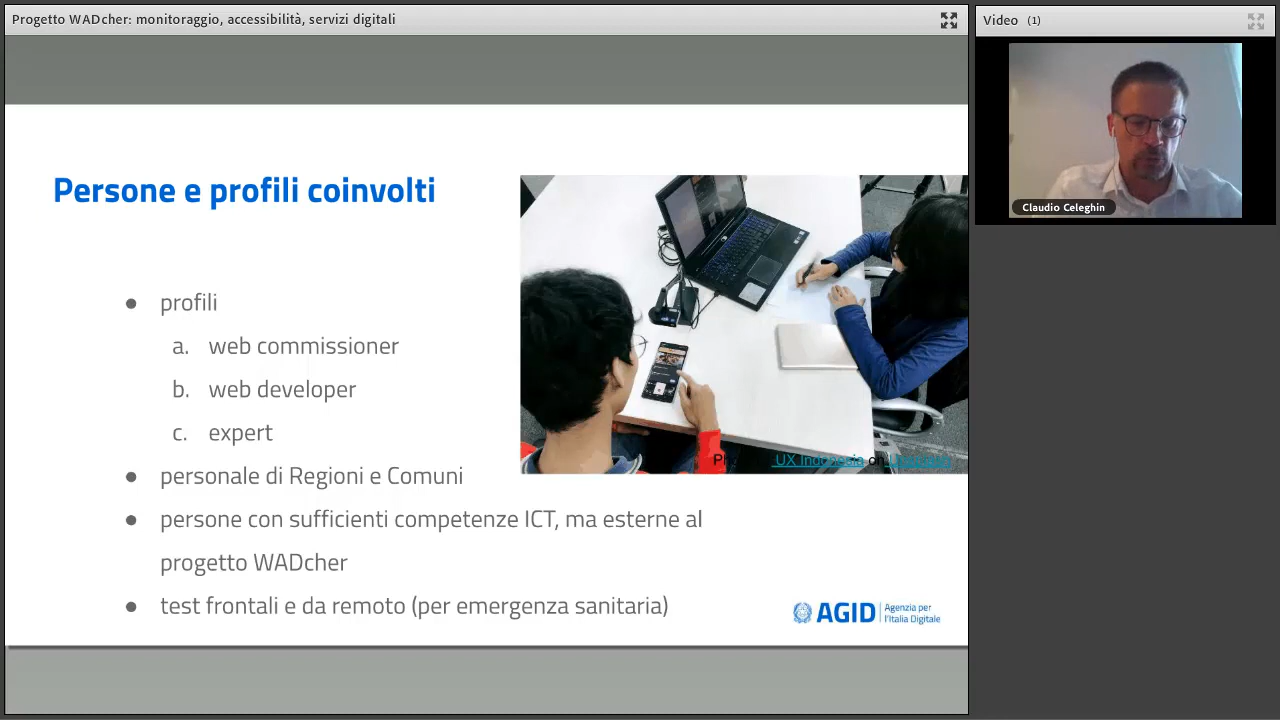 Progetto WADcher: monitoraggio, accessibilità, servizi digitali
Video (1)
Claudio Celeghin
Persone e profili coinvolti
● profili
a. web commissioner
b. web developer
c. expert
● personale di Regioni e Comuni
● persone con sufficienti competenze ICT, ma esterne al
progetto WADcher
● test frontali e da remoto (per emergenza sanitaria)
UX Indonesia on Unsplash
AGID Agenzia per
l'Italia Digitale